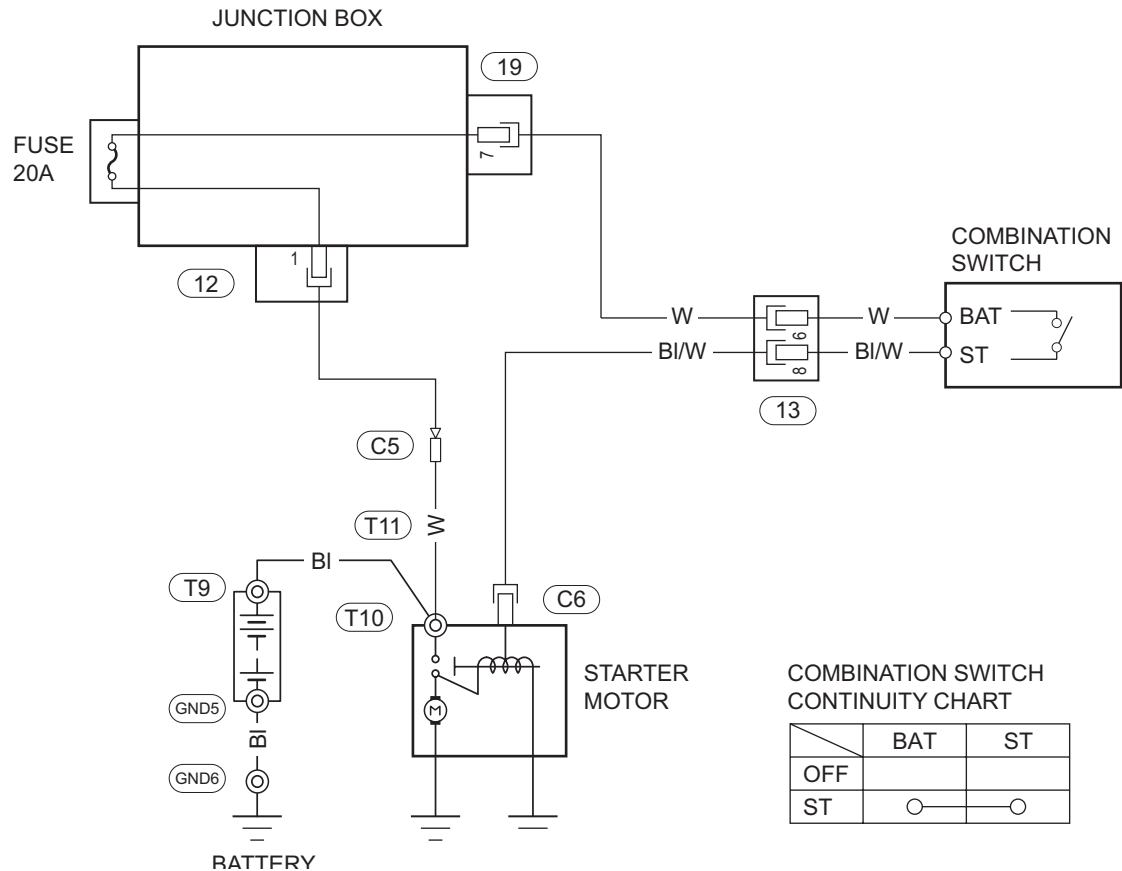 JUNCTION BOX
19
FUSE
20A
7
1
12
COMBINATION
SWITCH
W
6
W
BAT
Bl/W
8
Bl/W
ST
13
C5
T11
W
Bl
T9
T10
C6
STARTER
MOTOR
M
GND5
Bl
GND6
BATTERY
COMBINATION SWITCH
CONTINUITY CHART
BAT ST
OFF
ST